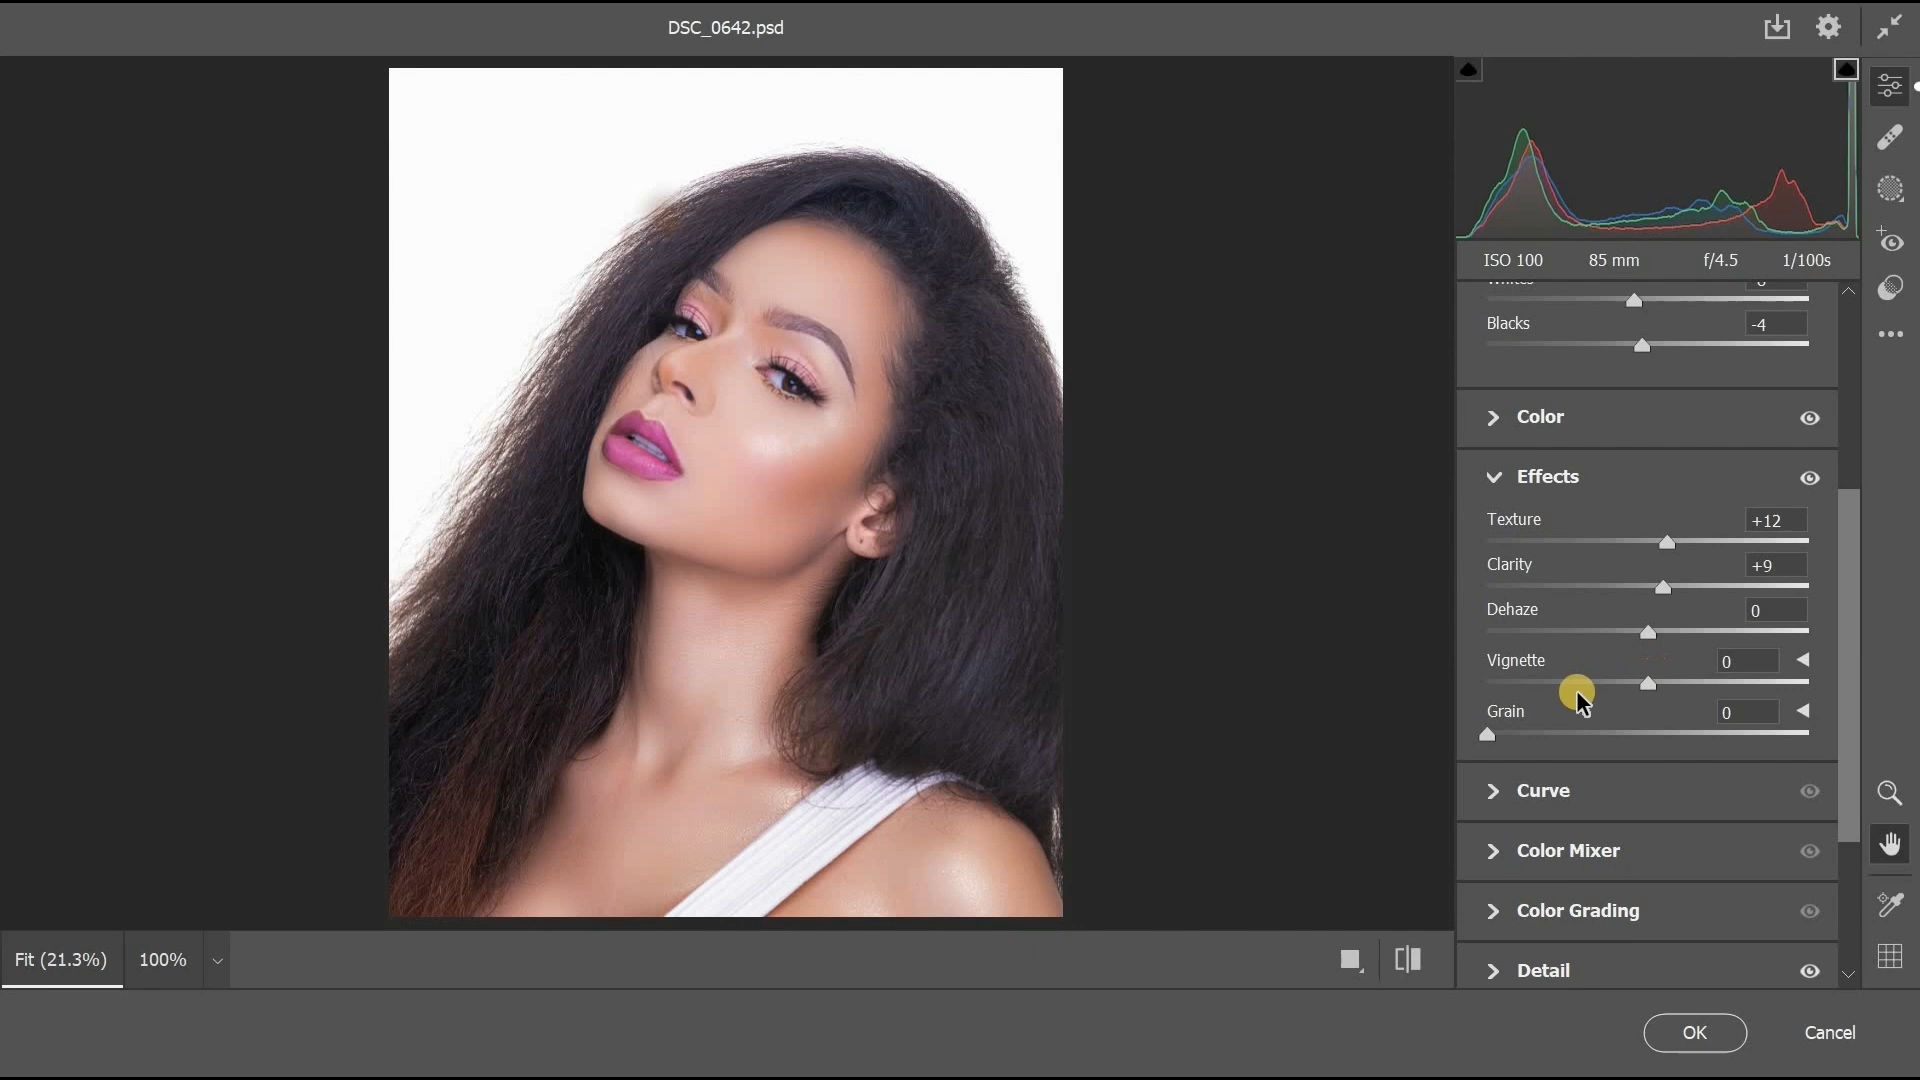 DSC_0642.psd
ISO 100 85 mm f/4.5 1/100s
Blacks -4
Color
Effects
Texture +12
Clarity +9
Dehaze 0
Vignette 0
Grain 0
Curve
Color Mixer
Color Grading
Detail
Fit (21.3%) 100%
OK Cancel